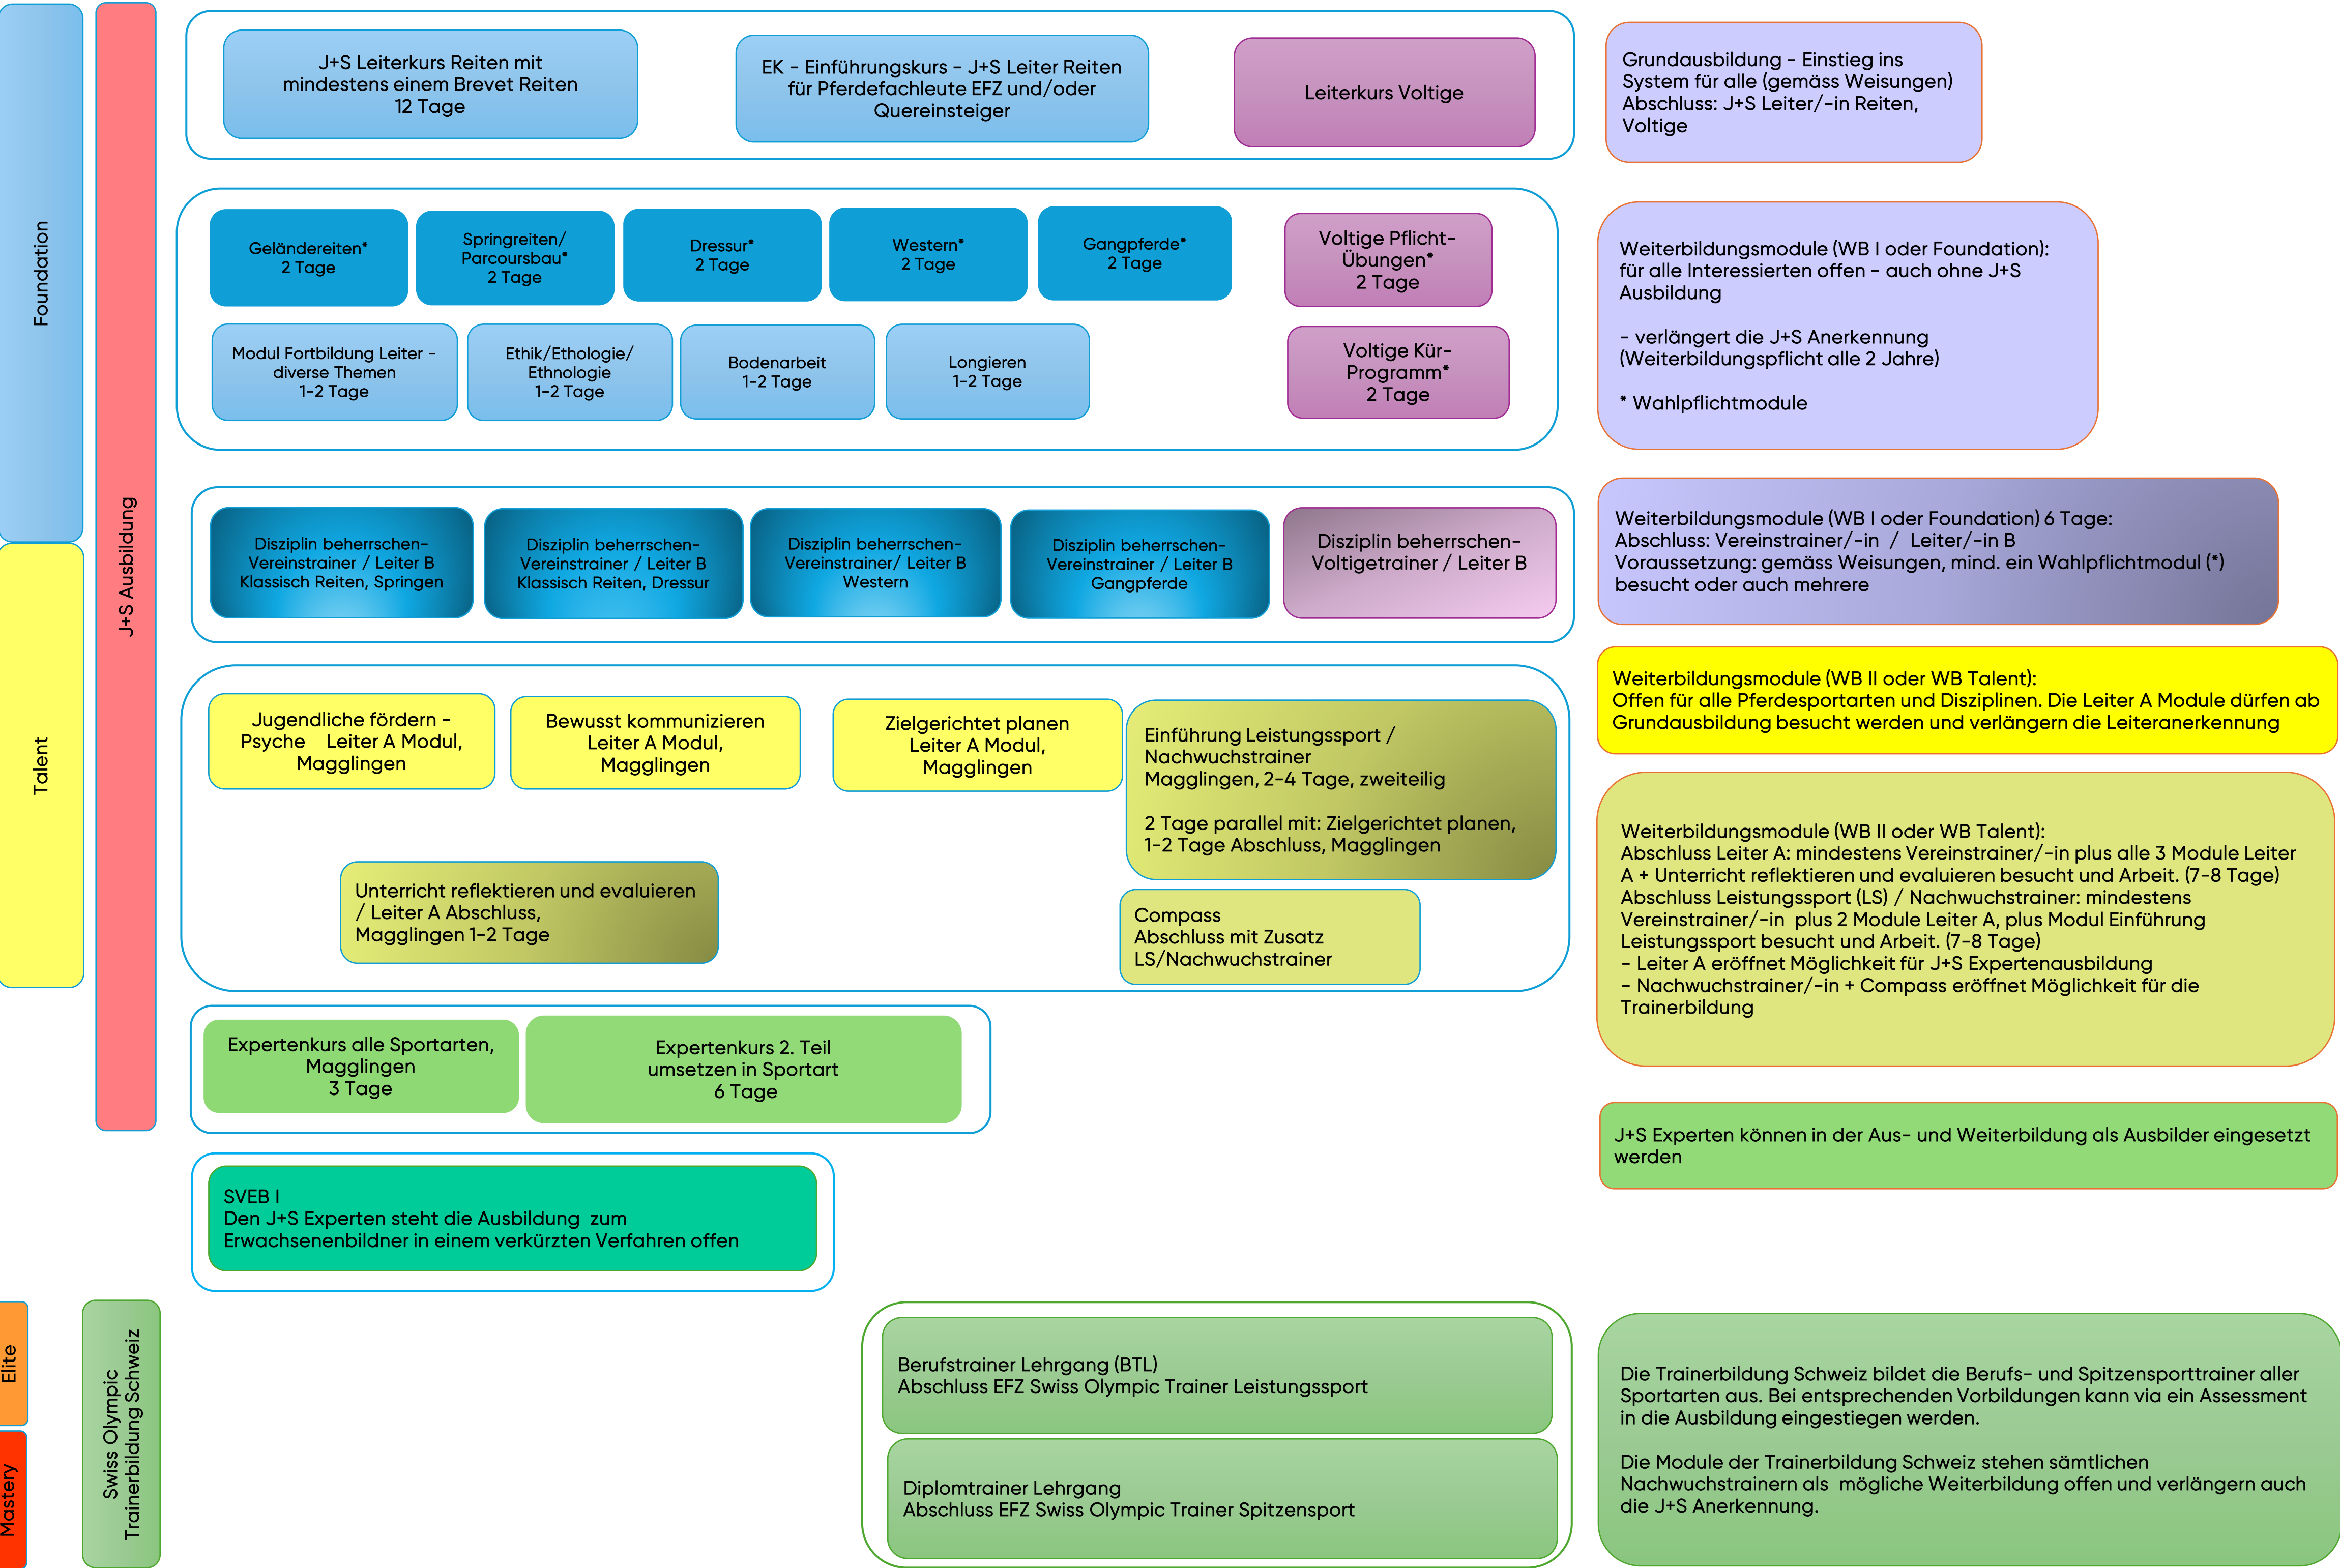 Foundation
Talent
Elite
Mastery
J+S Ausbildung
Swiss Olympic
Trainerbildung Schweiz
J+S Leiterkurs Reiten mit
mindestens einem Brevet Reiten
12 Tage
EK - Einführungskurs - J+S Leiter Reiten
für Pferdefachleute EFZ und/oder
Quereinsteiger
Leiterkurs Voltige
Grundausbildung - Einstieg ins
System für alle (gemäss Weisungen)
Abschluss: J+S Leiter/-in Reiten,
Voltige
Geländereiten*
2 Tage
Springreiten/
Parcoursbau*
2 Tage
Dressur*
2 Tage
Western*
2 Tage
Gangpferde*
2 Tage
Voltige Pflicht-
Übungen*
2 Tage
Modul Fortbildung Leiter -
diverse Themen
1-2 Tage
Ethik/Ethologie/
Ethnologie
1-2 Tage
Bodenarbeit
1-2 Tage
Longieren
1-2 Tage
Voltige Kür-
Programm*
2 Tage
Weiterbildungsmodule (WB I oder Foundation):
für alle Interessierten offen - auch ohne J+S
Ausbildung
- verlängert die J+S Anerkennung
(Weiterbildungspflicht alle 2 Jahre)
* Wahlpflichtmodule
Disziplin beherrschen-
Vereinstrainer / Leiter B
Klassisch Reiten, Springen
Disziplin beherrschen-
Vereinstrainer / Leiter B
Klassisch Reiten, Dressur
Disziplin beherrschen-
Vereinstrainer/ Leiter B
Western
Disziplin beherrschen-
Vereinstrainer / Leiter B
Gangpferde
Disziplin beherrschen-
Voltigetrainer / Leiter B
Weiterbildungsmodule (WB I oder Foundation) 6 Tage:
Abschluss: Vereinstrainer/-in / Leiter/-in B
Voraussetzung: gemäss Weisungen, mind. ein Wahlpflichtmodul (*)
besucht oder auch mehrere
Jugendliche fördern -
Psyche Leiter A Modul,
Magglingen
Bewusst kommunizieren
Leiter A Modul,
Magglingen
Zielgerichtet planen
Leiter A Modul,
Magglingen
Einführung Leistungssport /
Nachwuchstrainer
Magglingen, 2-4 Tage, zweiteilig
2 Tage parallel mit: Zielgerichtet planen,
1-2 Tage Abschluss, Magglingen
Unterricht reflektieren und evaluieren
/ Leiter A Abschluss,
Magglingen 1-2 Tage
Compass
Abschluss mit Zusatz
LS/Nachwuchstrainer
Weiterbildungsmodule (WB II oder WB Talent):
Offen für alle Pferdesportarten und Disziplinen. Die Leiter A Module dürfen ab
Grundausbildung besucht werden und verlängern die Leiteranerkennung
Weiterbildungsmodule (WB II oder WB Talent):
Abschluss Leiter A: mindestens Vereinstrainer/-in plus alle 3 Module Leiter
A + Unterricht reflektieren und evaluieren besucht und Arbeit. (7-8 Tage)
Abschluss Leistungssport (LS) / Nachwuchstrainer: mindestens
Vereinstrainer/-in plus 2 Module Leiter A, plus Modul Einführung
Leistungssport besucht und Arbeit. (7-8 Tage)
- Leiter A eröffnet Möglichkeit für J+S Expertenausbildung
- Nachwuchstrainer/-in + Compass eröffnet Möglichkeit für die
Trainerbildung
Expertenkurs alle Sportarten,
Magglingen
3 Tage
Expertenkurs 2. Teil
umsetzen in Sportart
6 Tage
J+S Experten können in der Aus- und Weiterbildung als Ausbilder eingesetzt
werden
SVEB I
Den J+S Experten steht die Ausbildung zum
Erwachsenenbildner in einem verkürzten Verfahren offen
Berufstrainer Lehrgang (BTL)
Abschluss EFZ Swiss Olympic Trainer Leistungssport
Diplomtrainer Lehrgang
Abschluss EFZ Swiss Olympic Trainer Spitzensport
Die Trainerbildung Schweiz bildet die Berufs- und Spitzensporttrainer aller
Sportarten aus. Bei entsprechenden Vorbildungen kann via ein Assessment
in die Ausbildung eingestiegen werden.
Die Module der Trainerbildung Schweiz stehen sämtlichen
Nachwuchstrainern als mögliche Weiterbildung offen und verlängern auch
die J+S Anerkennung.